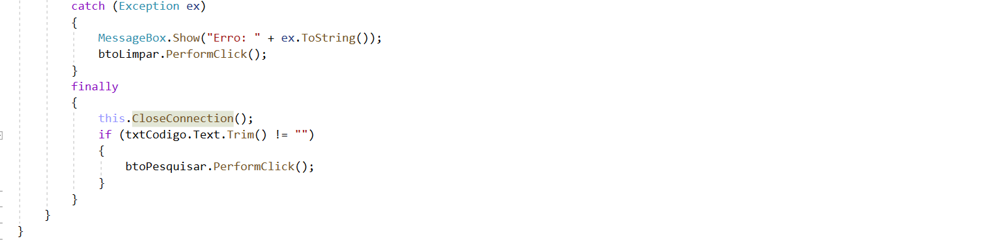 catch (Exception ex)
{
MessageBox.Show("Erro: " + ex.ToString());
btoLimpar.PerformClick();
}
finally
{
this.CloseConnection();
if (txtCodigo.Text.Trim() != "")
{
btoPesquisar.PerformClick();
}
}
}
}